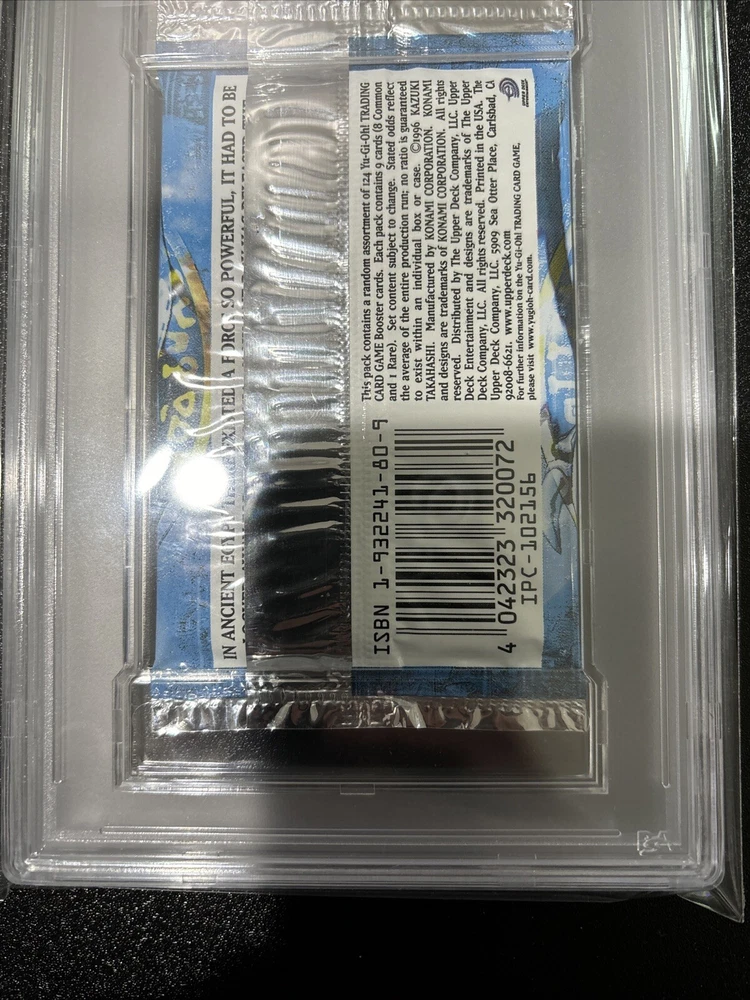 IN ANCIENT EGYPT, THERE EXISTED A FORCE SO POWERFUL, IT HAD TO BE
This pack contains a random assortment of 124 Yu-Gi-Oh! TRADING
CARD GAME Booster cards. Each pack contains 9 cards (8 Common
and 1 Rare). Set content subject to change. Stated odds reflect
the average of the entire production run; no ratio is guaranteed
to exist within an individual box or case. ©1996 KAZUKI
TAKAHASHI. Manufactured by KONAMI CORPORATION. KONAMI
and designs are trademarks of KONAMI CORPORATION. All rights
reserved. Distributed by The Upper Deck Company, LLC. Upper
Deck Entertainment and designs are trademarks of The Upper
Deck Company, LLC. All rights reserved. Printed in the USA. The
Upper Deck Company, LLC. 5909 Sea Otter Place, Carlsbad, CA
92008-6621. www.upperdeck.com
For further information on the Yu-Gi-Oh! TRADING CARD GAME,
please visit www.yugioh-card.com.
ISBN 1-932241-80-9
4 042323 320072
IPC-102156